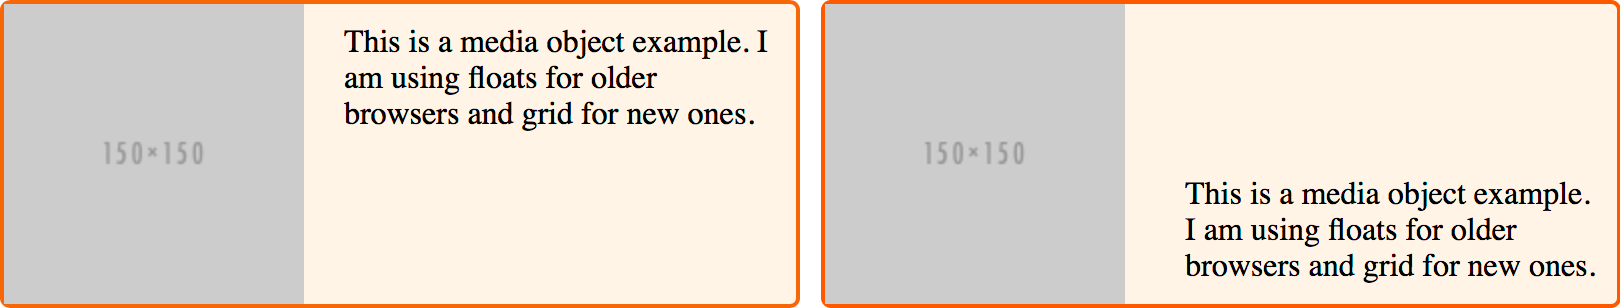 150×150
This is a media object example. I
am using floats for older
browsers and grid for new ones.
150×150
This is a media object example.
I am using floats for older
browsers and grid for new ones.